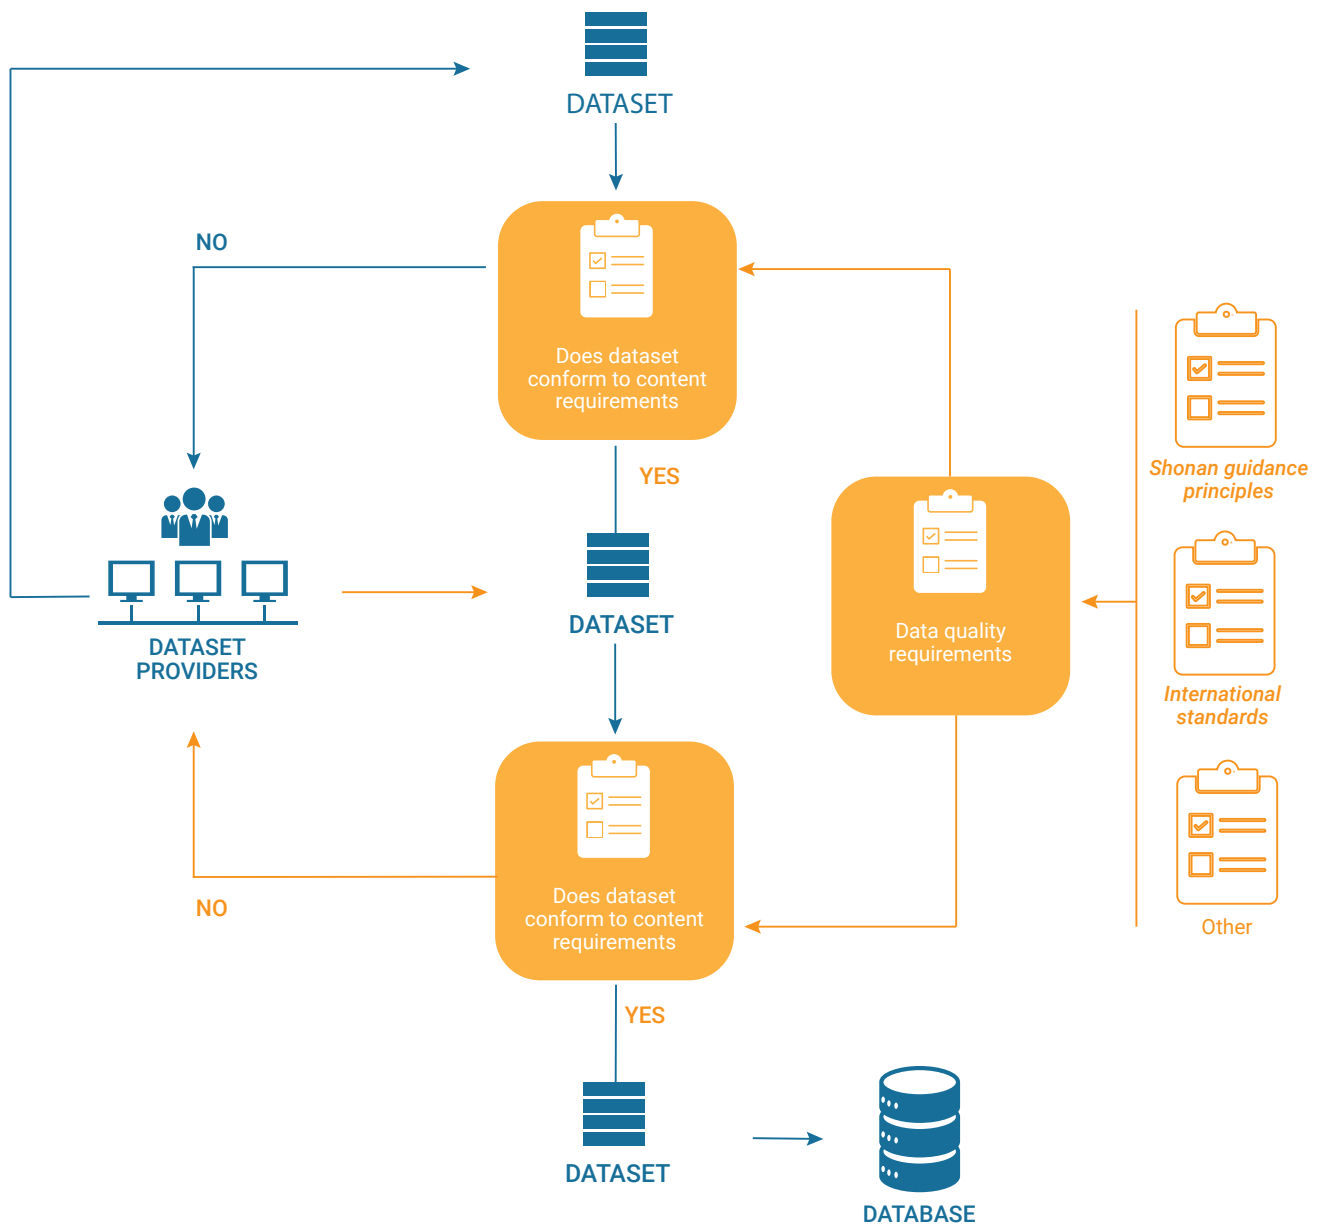 DATASET
NO
Does dataset
conform to content
requirements
YES
Shonan guidance
principles
DATASET
Data quality
requirements
DATASET
PROVIDERS
International
standards
NO
Does dataset
conform to content
requirements
Other
YES
DATASET
DATABASE